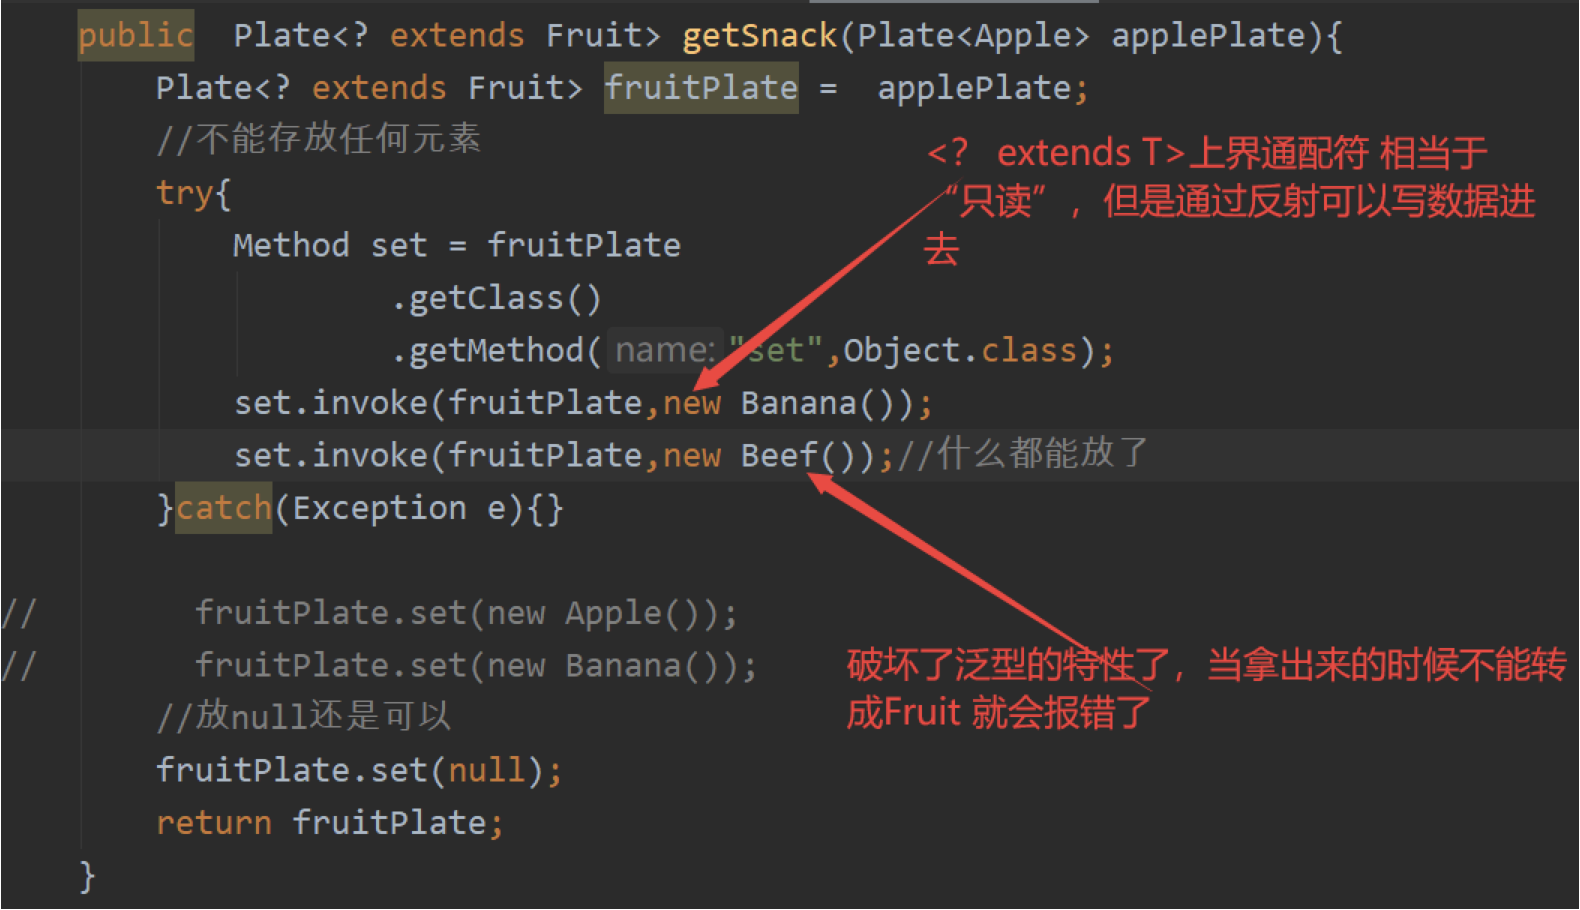 public  Plate<? extends Fruit> getSnack(Plate<Apple> applePlate){
Plate<? extends Fruit> fruitPlate =  applePlate;
//不能存放任何元素
<?  extends T>上界通配符 相当于
try{
“只读”，但是通过反射可以写数据进
Method set = fruitPlate
去
.getClass()
.getMethod( name: "set",Object.class);
set.invoke(fruitPlate,new Banana());
set.invoke(fruitPlate,new Beef());//什么都能放了
}catch(Exception e){}
//        fruitPlate.set(new Apple());
//        fruitPlate.set(new Banana());
破坏了泛型的特性了，当拿出来的时候不能转
成Fruit 就会报错了
//放null还是可以
fruitPlate.set(null);
return fruitPlate;
}